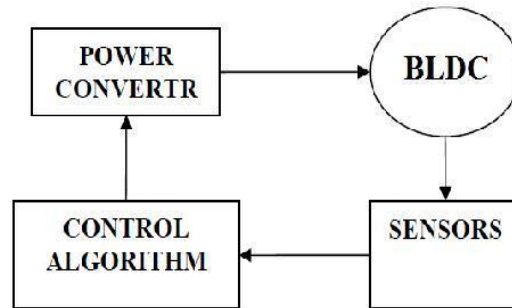 POWER
CONVERTR
BLDC
CONTROL
ALGORITHM
SENSORS